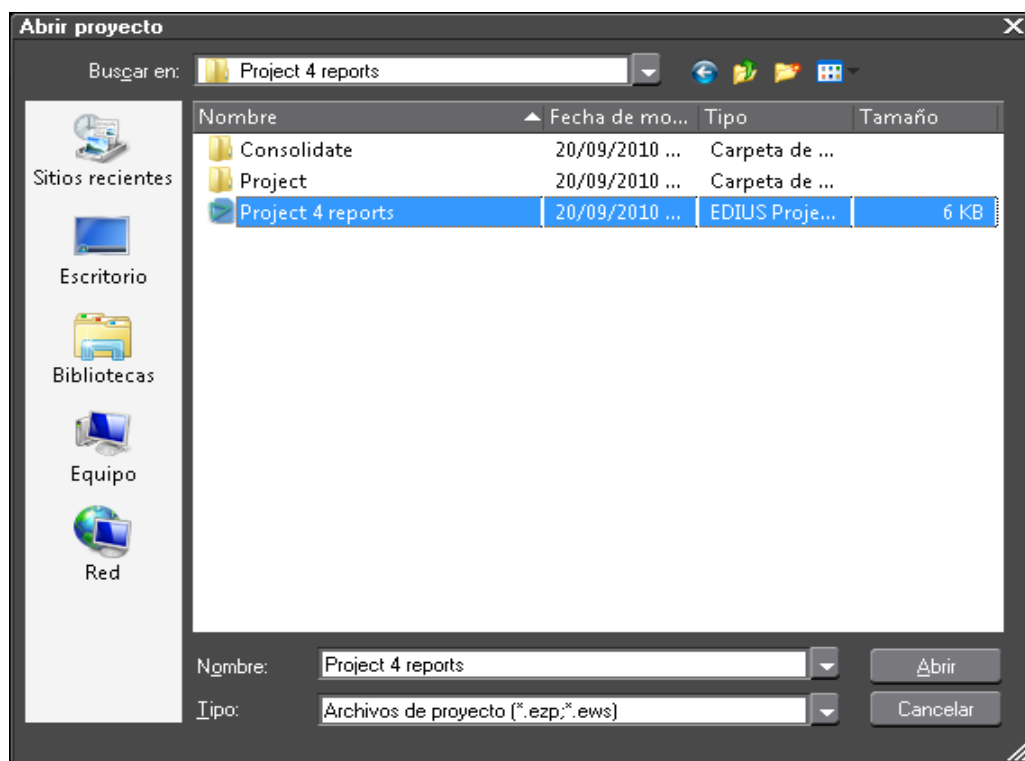 Abrir proyecto
Buscar en: Project 4 reports
Nombre Fecha de mo... Tipo Tamaño
Consolidate 20/09/2010 ... Carpeta de ...
Project 20/09/2010 ... Carpeta de ...
Project 4 reports 20/09/2010 ... EDIUS Proje... 6 KB
Sitios recientes
Escritorio
Bibliotecas
Equipo
Red
Nombre: Project 4 reports Abrir
Tipo: Archivos de proyecto (*.ezp;*.ews) Cancelar